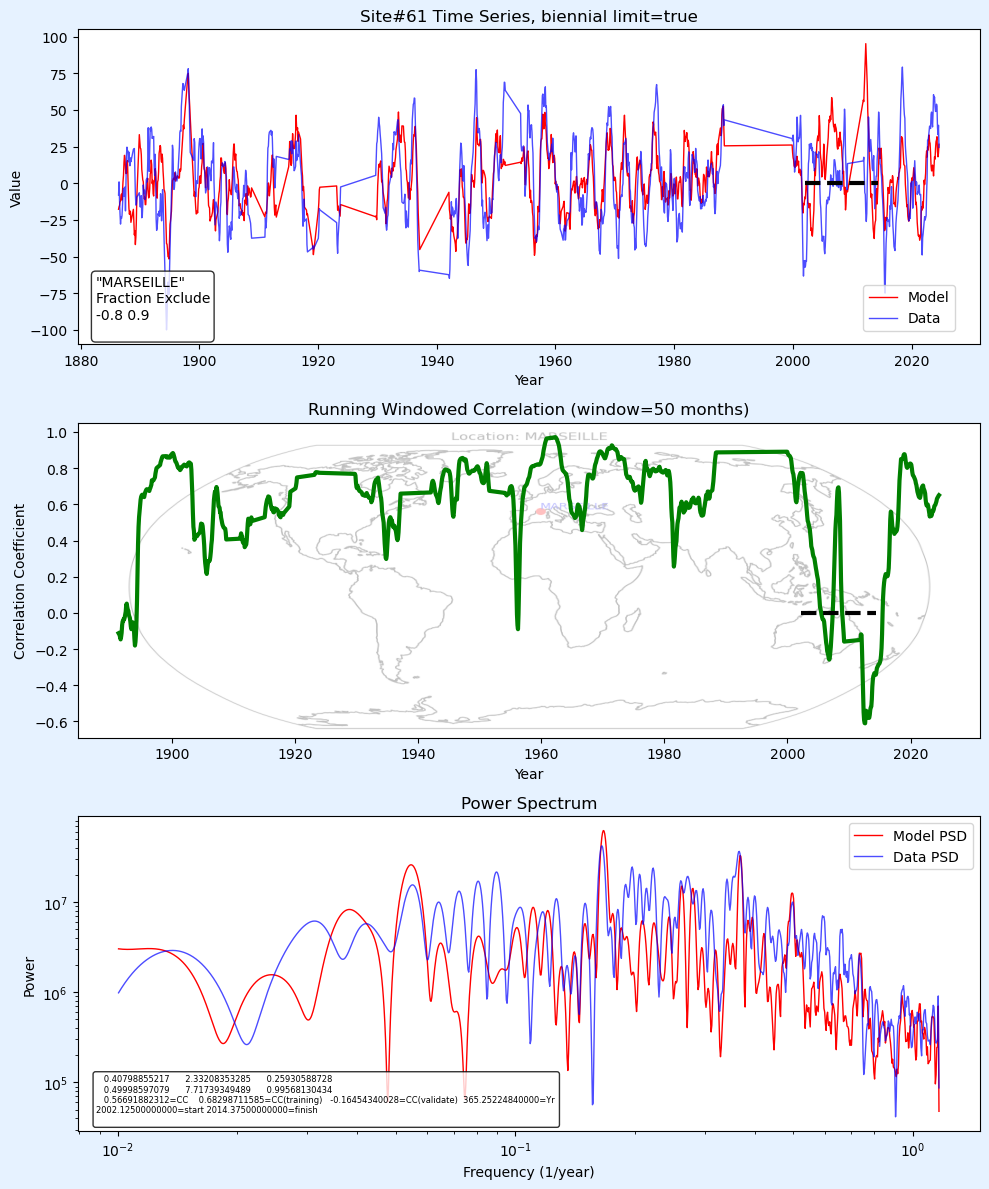 Site#61 Time Series, biennial limit=true
100
75
50
25
0
−25
−50
−75
−100
Value
"MARSEILLE"
Fraction Exclude
-0.8 0.9
Model
Data
1880 1900 1920 1940 1960 1980 2000 2020
Year
Running Windowed Correlation (window=50 months)
Location: MARSEILLE
MARSEILLE
1.0
0.8
0.6
0.4
0.2
0.0
−0.2
−0.4
−0.6
Correlation Coefficient
1900 1920 1940 1960 1980 2000 2020
Year
Power Spectrum
Model PSD
Data PSD
10⁷
10⁶
10⁵
Power
0.40798855217 2.33208353285 0.25930588728
0.49998597079 7.71739349489 0.99568130434
0.56691882312=CC 0.68298711585=CC(training) -0.16454340028=CC(validate) 365.25224840000=Yr
2002.12500000000=start 2014.37500000000=finish
10⁻² 10⁻¹ 10⁰
Frequency (1/year)